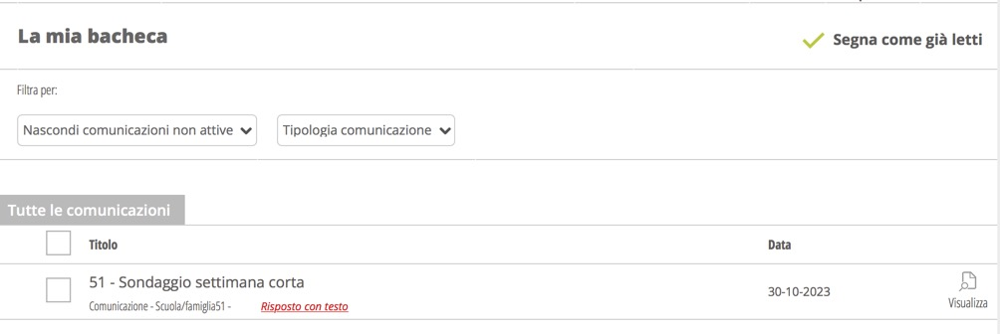 La mia bacheca
Segna come già letti
Filtra per:
Nascondi comunicazioni non attive Tipologia comunicazione
Tutte le comunicazioni
Titolo Data
51 - Sondaggio settimana corta
30-10-2023
Comunicazione - Scuola/famiglia51 - Risposto con testo
Visualizza